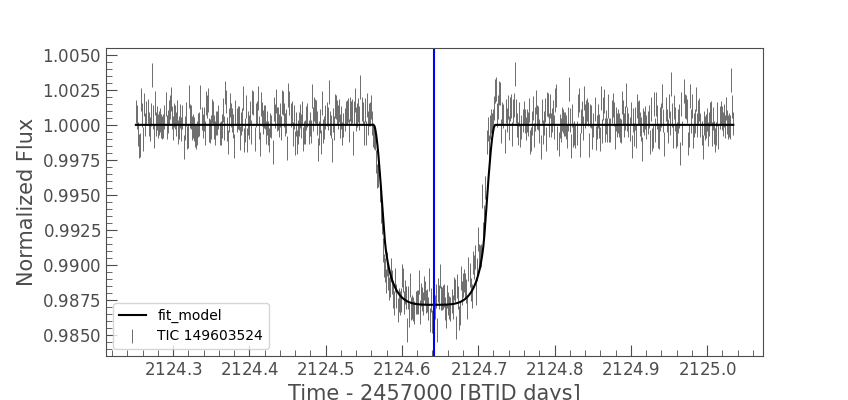 1.0050
1.0025
1.0000
0.9975
0.9950
0.9925
0.9900
0.9875
0.9850
Normalized Flux
fit_model
TIC 149603524
2124.3 2124.4 2124.5 2124.6 2124.7 2124.8 2124.9 2125.0
Time - 2457000 [BTJD days]